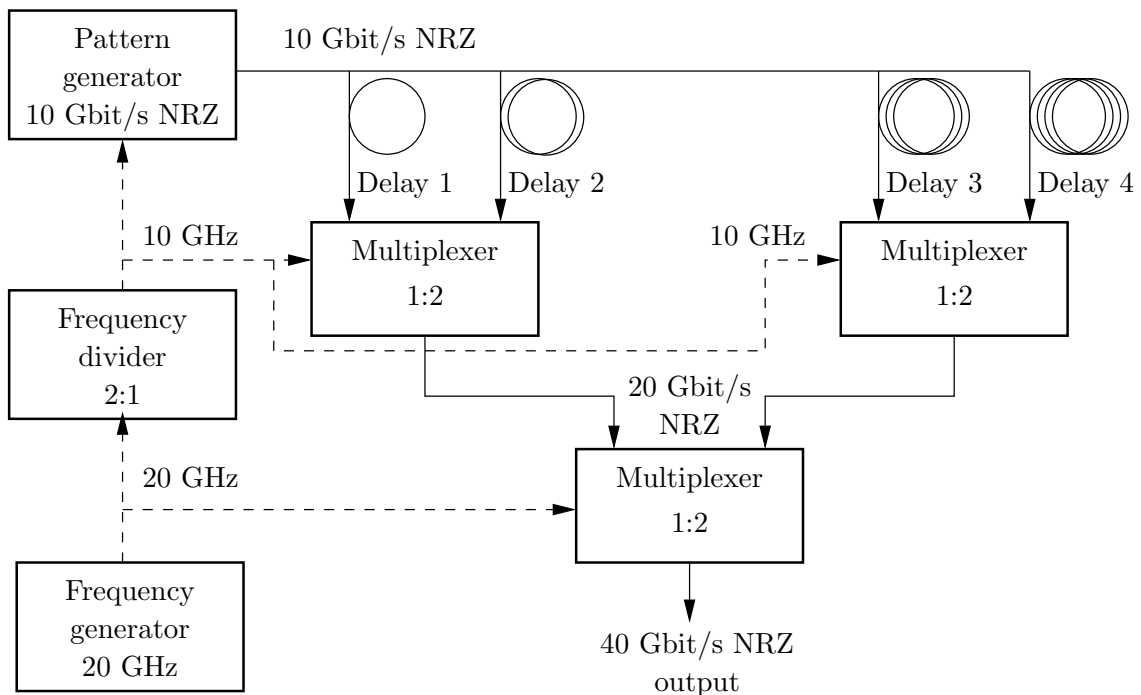 Pattern
generator
10 Gbit/s NRZ
10 Gbit/s NRZ
Delay 1
Delay 2
Delay 3
Delay 4
10 GHz
Multiplexer
1:2
10 GHz
Multiplexer
1:2
Frequency
divider
2:1
20 Gbit/s
NRZ
20 GHz
Multiplexer
1:2
Frequency
generator
20 GHz
40 Gbit/s NRZ
output